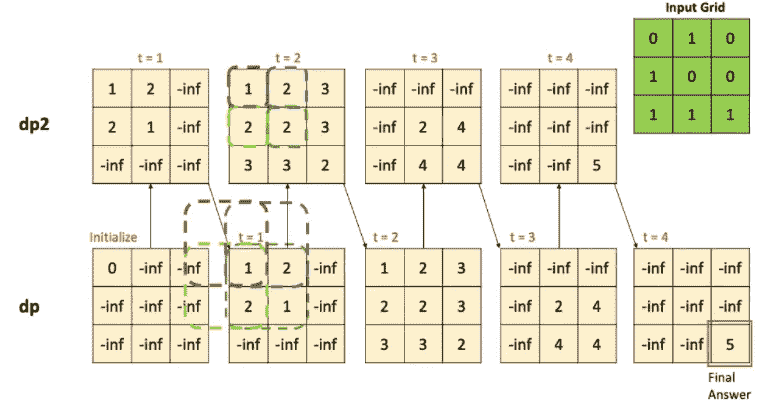 Input Grid
0 1 0
1 0 0
1 1 1
t = 1
t = 2
t = 3
t = 4
dp2
1 2 -inf
2 1 -inf
-inf -inf -inf
1 2 3
2 2 3
3 3 2
-inf -inf -inf
-inf 2 4
-inf 4 4
-inf -inf -inf
-inf -inf -inf
-inf -inf 5
Initialize
t = 1
t = 2
t = 3
t = 4
dp
0 -inf -inf
-inf -inf -inf
-inf -inf -inf
1 2 -inf
2 1 -inf
-inf -inf -inf
1 2 3
2 2 3
3 3 2
-inf -inf -inf
-inf 2 4
-inf 4 4
-inf -inf -inf
-inf -inf -inf
-inf -inf 5
Final
Answer